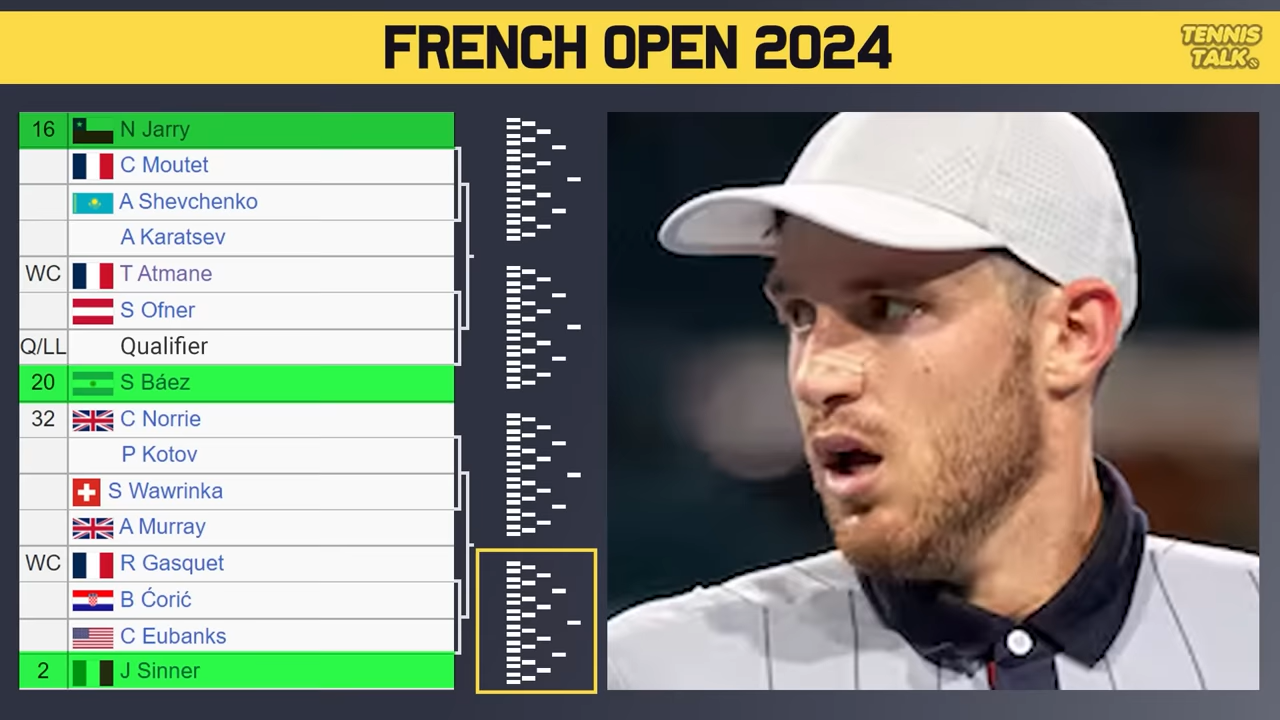 FRENCH OPEN 2024
TENNIS
TALK
16 N Jarry
C Moutet
A Shevchenko
A Karatsev
WC T Atmane
S Ofner
Q/LL Qualifier
20 S Báez
32 C Norrie
P Kotov
S Wawrinka
A Murray
WC R Gasquet
B Ćorić
C Eubanks
2 J Sinner